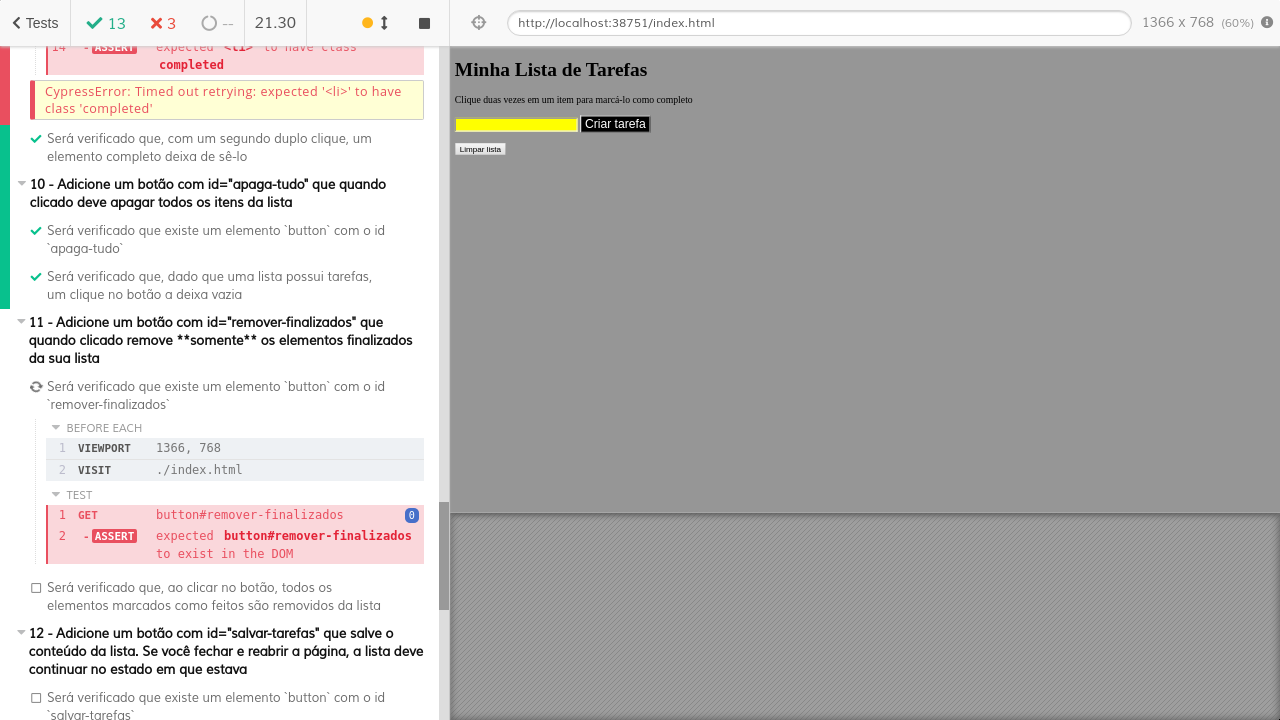 Tests
13
3
--
21.30
http://localhost:38751/index.html
1366 x 768 (60%)
14 - ASSERT expected <li> to have class
completed
CypressError: Timed out retrying: expected '<li>' to have
class 'completed'
Será verificado que, com um segundo duplo clique, um
elemento completo deixa de sê-lo
10 - Adicione um botão com id="apaga-tudo" que quando
clicado deve apagar todos os itens da lista
Será verificado que existe um elemento `button` com o id
`apaga-tudo`
Será verificado que, dado que uma lista possui tarefas,
um clique no botão a deixa vazia
11 - Adicione um botão com id="remover-finalizados" que
quando clicado remove **somente** os elementos finalizados
da sua lista
Será verificado que existe um elemento `button` com o id
`remover-finalizados`
BEFORE EACH
1 VIEWPORT 1366, 768
2 VISIT ./index.html
TEST
1 GET button#remover-finalizados 0
2 - ASSERT expected button#remover-finalizados
to exist in the DOM
Será verificado que, ao clicar no botão, todos os
elementos marcados como feitos são removidos da lista
12 - Adicione um botão com id="salvar-tarefas" que salve o
conteúdo da lista. Se você fechar e reabrir a página, a lista deve
continuar no estado em que estava
Será verificado que existe um elemento `button` com o id
`salvar-tarefas`
Minha Lista de Tarefas
Clique duas vezes em um item para marcá-lo como completo
Criar tarefa
Limpar lista